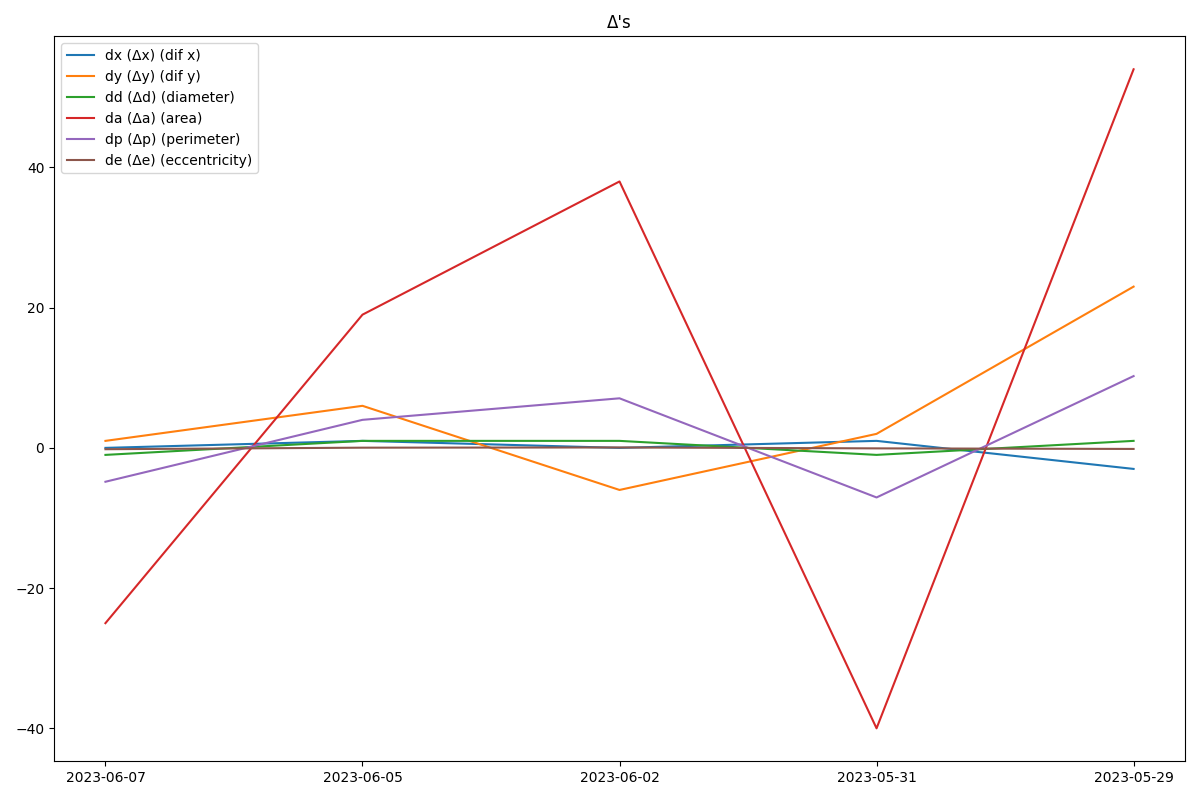 Δ's
dx (Δx) (dif x)
dy (Δy) (dif y)
dd (Δd) (diameter)
da (Δa) (area)
dp (Δp) (perimeter)
de (Δe) (eccentricity)
40
20
0
−20
−40
2023-06-07
2023-06-05
2023-06-02
2023-05-31
2023-05-29